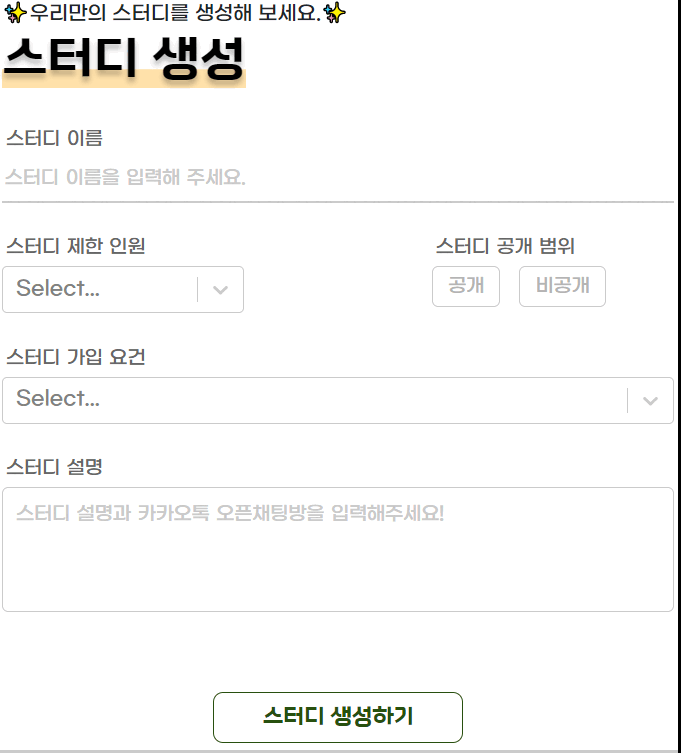 ✨우리만의 스터디를 생성해 보세요.✨
스터디 생성
스터디 이름
스터디 이름을 입력해 주세요.
스터디 제한 인원
스터디 공개 범위
Select...
공개
비공개
스터디 가입 요건
Select...
스터디 설명
스터디 설명과 카카오톡 오픈채팅방을 입력해주세요!
스터디 생성하기